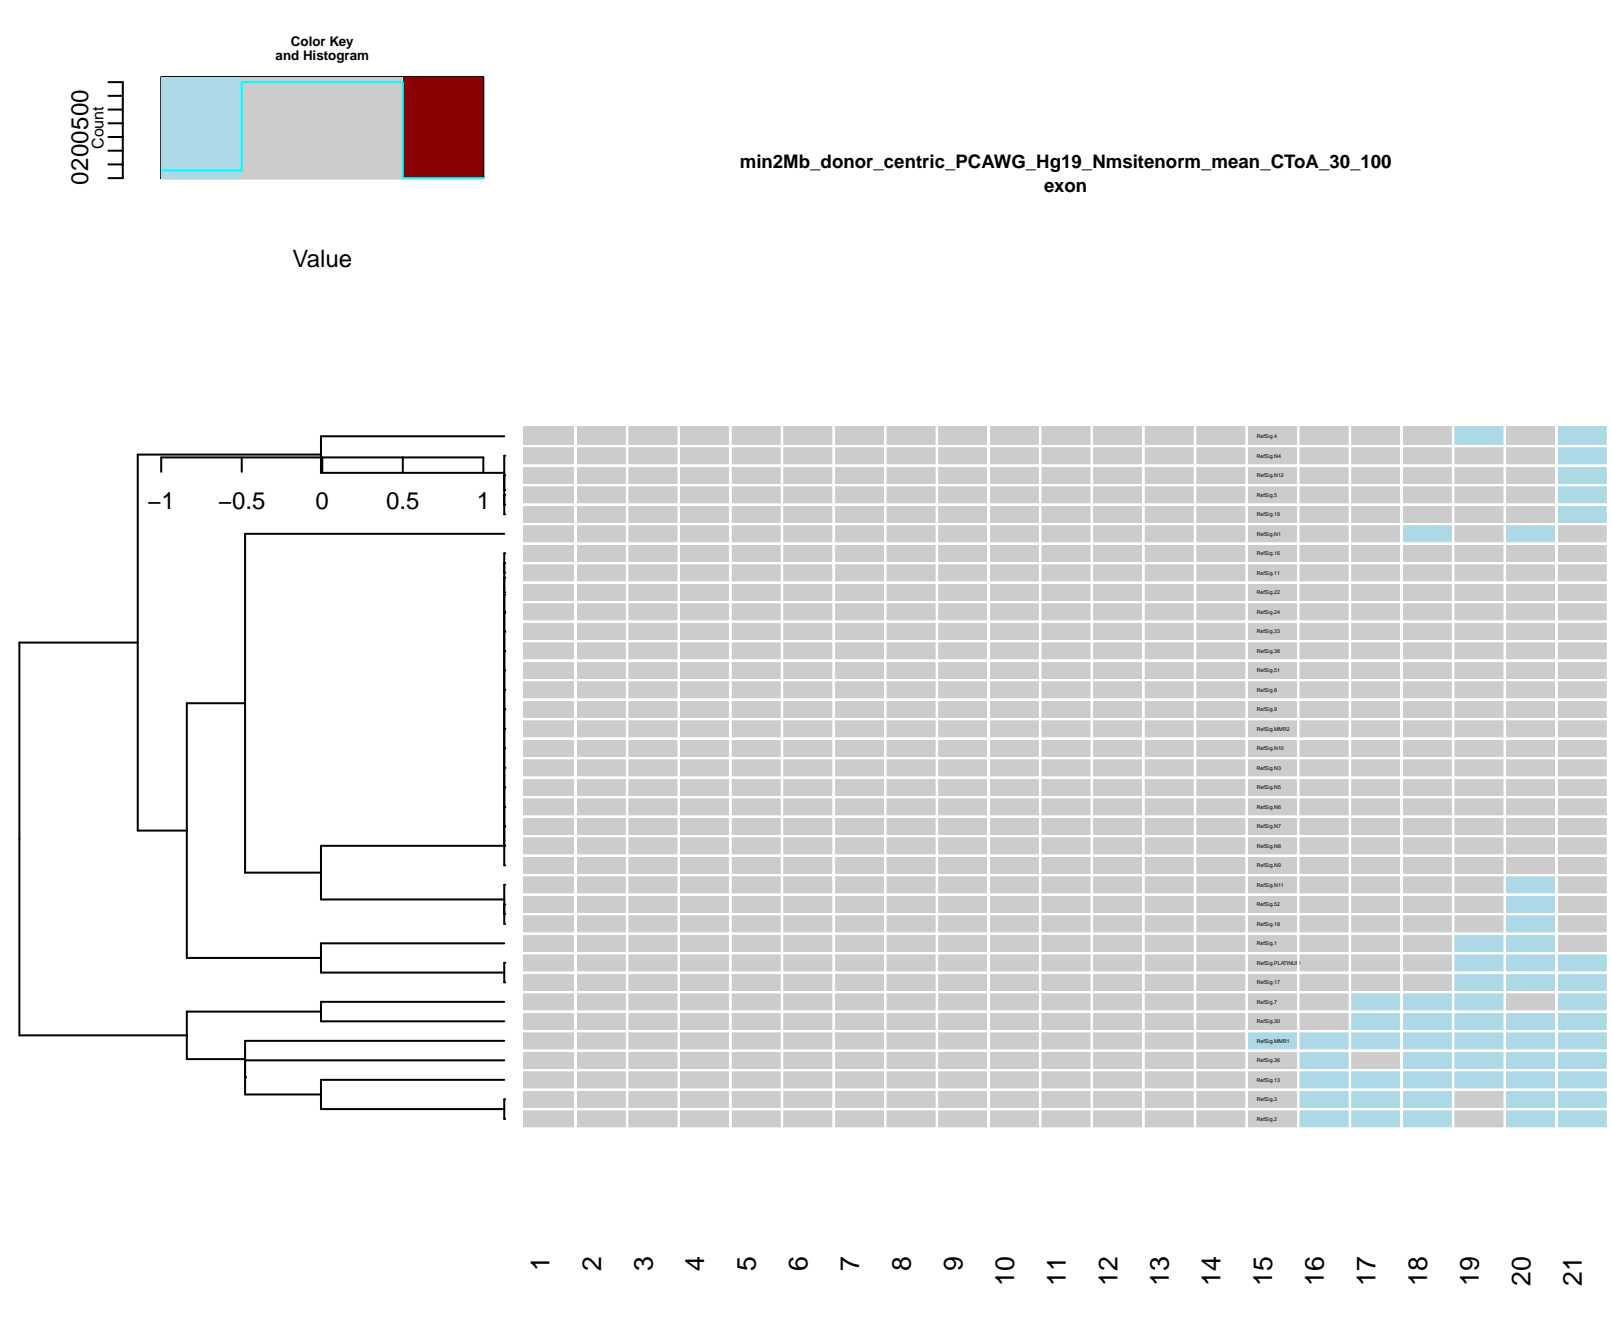 Color Key
and Histogram
0200500
Count
Value
min2Mb_donor_centric_PCAWG_Hg19_Nmsitenorm_mean_CToA_30_100
exon
−1 −0.5 0 0.5 1
RefSig.4
RefSig.N4
RefSig.N12
RefSig.5
RefSig.19
RefSig.N1
RefSig.16
RefSig.11
RefSig.22
RefSig.24
RefSig.33
RefSig.38
RefSig.51
RefSig.8
RefSig.9
RefSig.MMR2
RefSig.N10
RefSig.N3
RefSig.N5
RefSig.N6
RefSig.N7
RefSig.N8
RefSig.N9
RefSig.N11
RefSig.52
RefSig.18
RefSig.1
RefSig.PLATINUM
RefSig.17
RefSig.7
RefSig.30
RefSig.MMR1
RefSig.36
RefSig.13
RefSig.3
RefSig.2
1 2 3 4 5 6 7 8 9 10 11 12 13 14 15 16 17 18 19 20 21